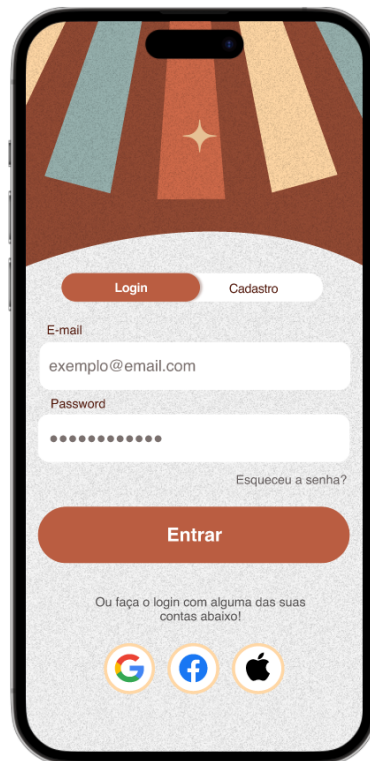 Login
Cadastro
E-mail
exemplo@email.com
Password
••••••••••••
Esqueceu a senha?
Entrar
Ou faça o login com alguma das suas
contas abaixo!